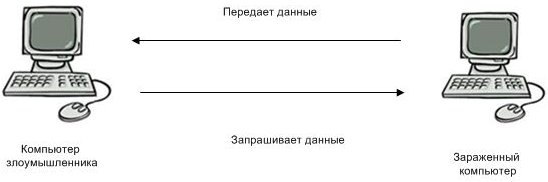 Передает данные
Запрашивает данные
Компьютер
злоумышленника
Зараженный
компьютер